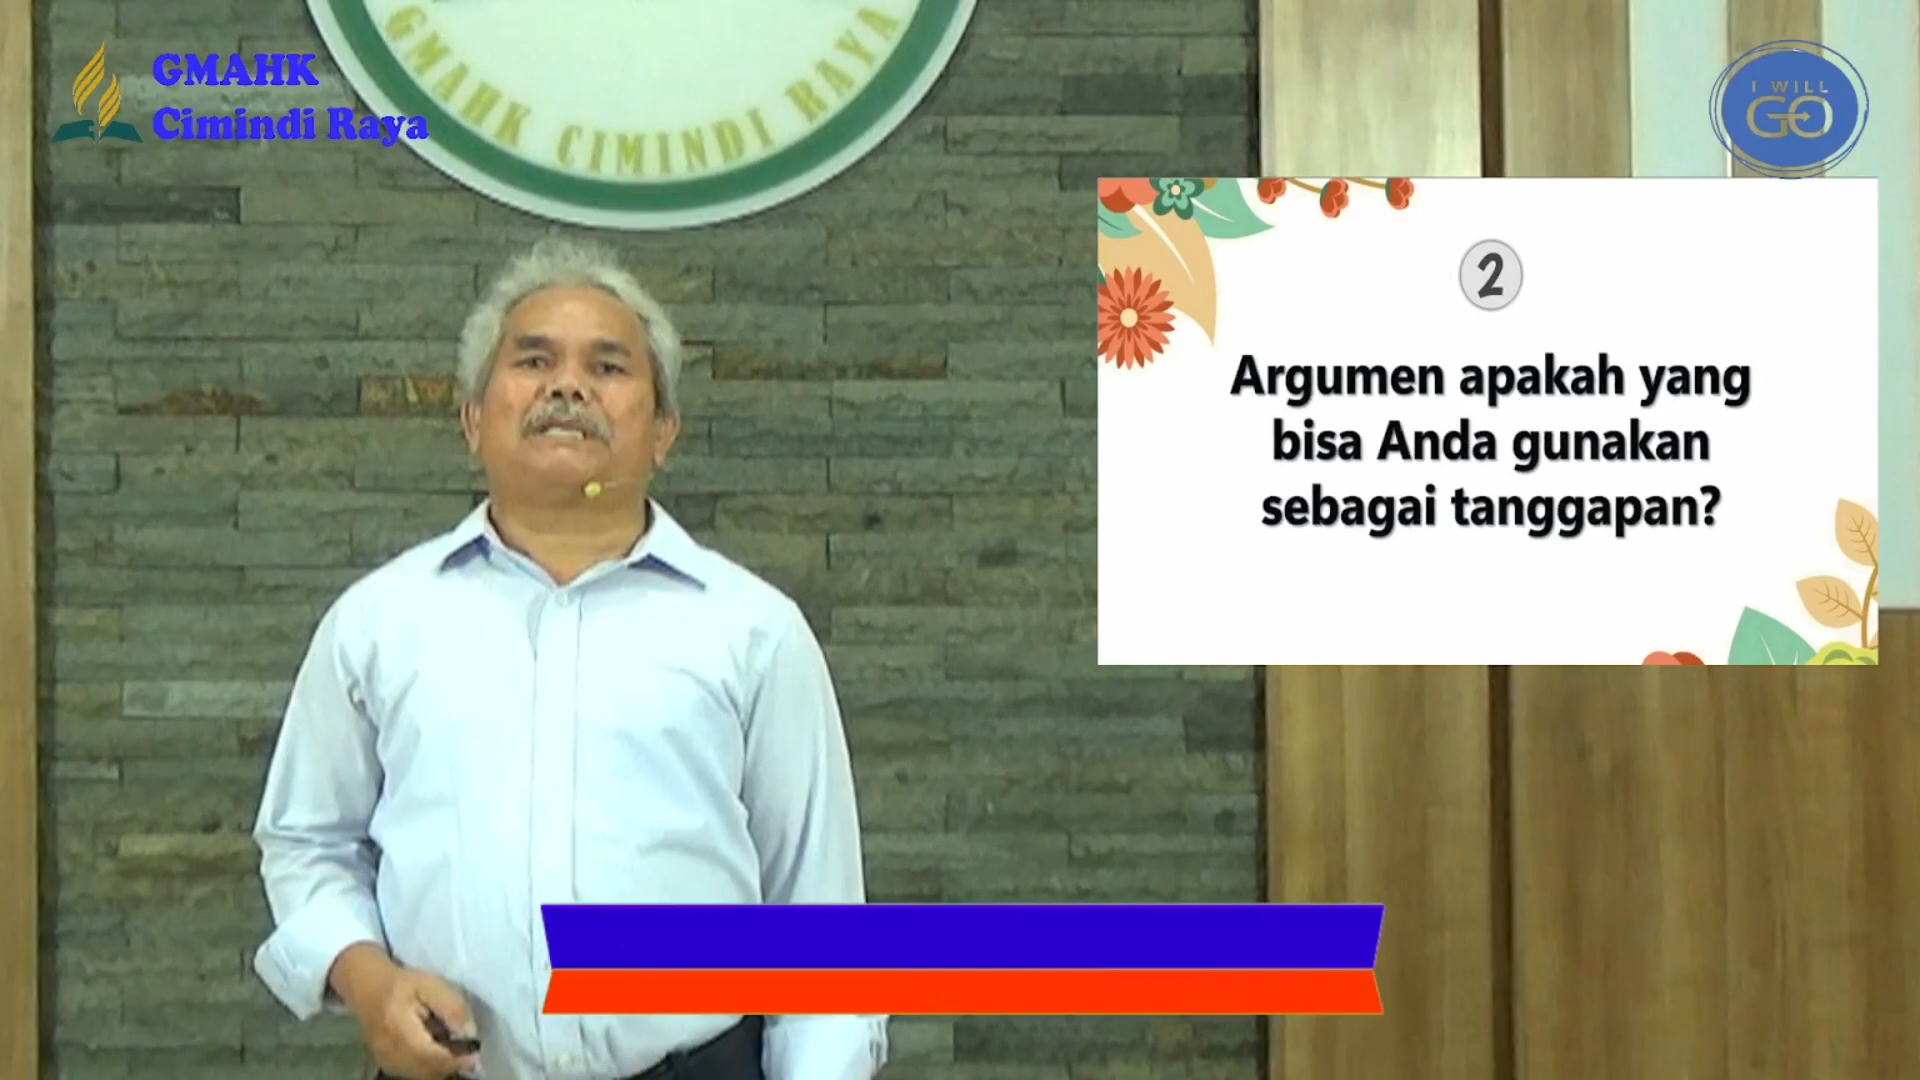 GMAHK
Cimindi Raya
GMAHK CIMINDI RAYA
I WILL
GO
2
Argumen apakah yang
bisa Anda gunakan
sebagai tanggapan?